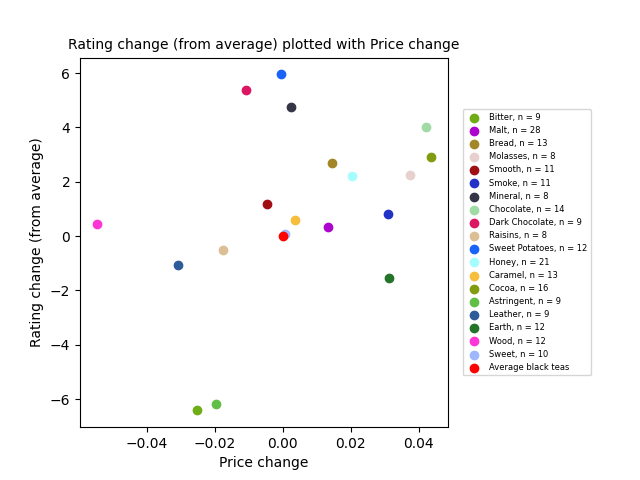 Rating change (from average) plotted with Price change
Rating change (from average)
6
4
2
0
−2
−4
−6
−0.04
−0.02
0.00
0.02
0.04
Price change
Bitter, n = 9
Malt, n = 28
Bread, n = 13
Molasses, n = 8
Smooth, n = 11
Smoke, n = 11
Mineral, n = 8
Chocolate, n = 14
Dark Chocolate, n = 9
Raisins, n = 8
Sweet Potatoes, n = 12
Honey, n = 21
Caramel, n = 13
Cocoa, n = 16
Astringent, n = 9
Leather, n = 9
Earth, n = 12
Wood, n = 12
Sweet, n = 10
Average black teas